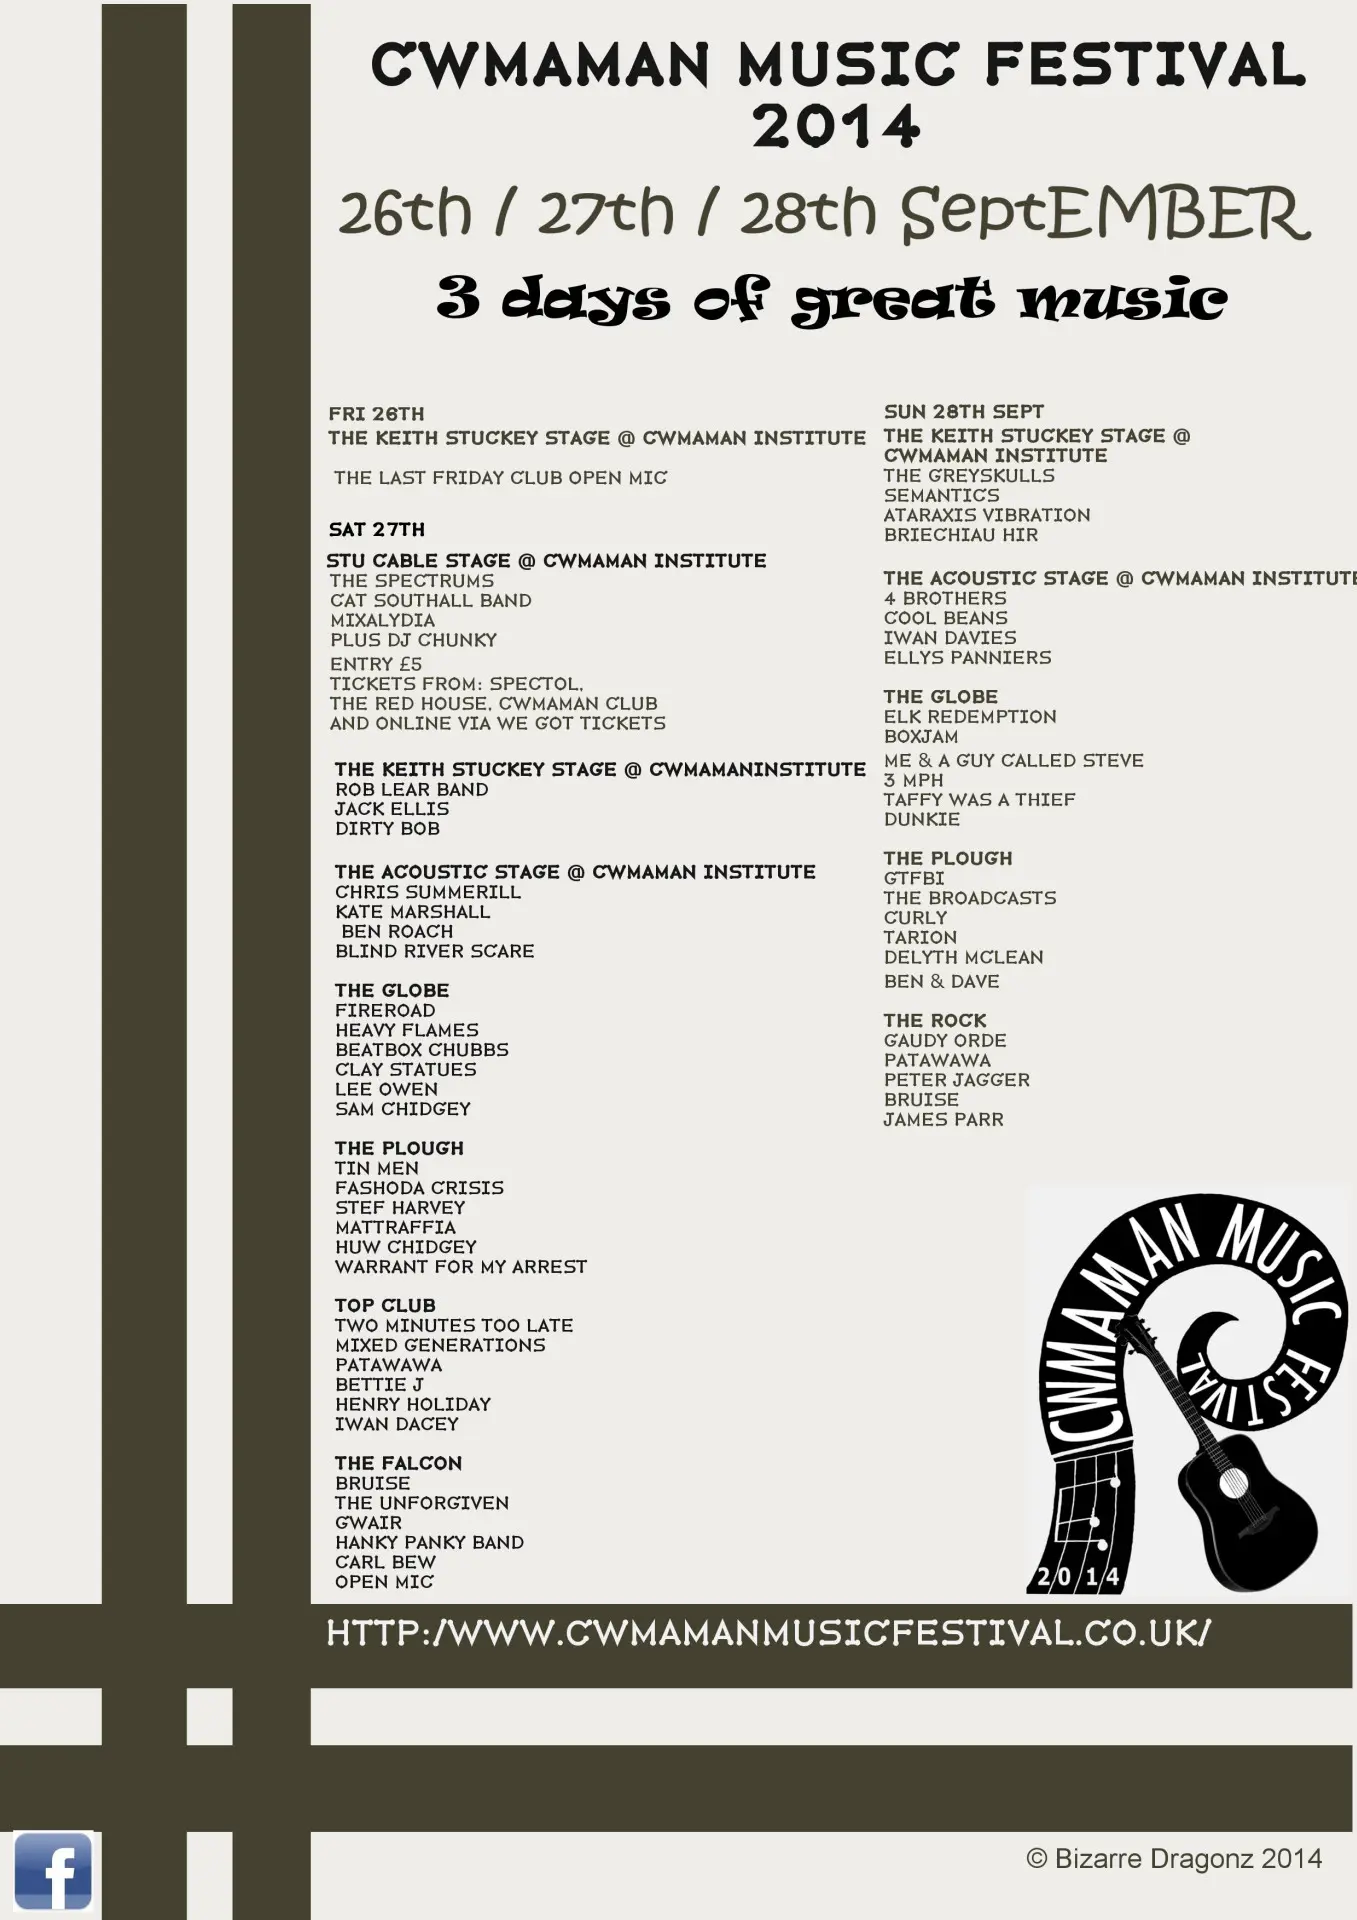 CWMAMAN MUSIC FESTIVAL
2014
26th / 27th / 28th SeptEMBER
3 days of great music
FRI 26TH
THE KEITH STUCKEY STAGE @ CWMAMAN INSTITUTE
THE LAST FRIDAY CLUB OPEN MIC
SAT 27TH
STU CABLE STAGE @ CWMAMAN INSTITUTE
THE SPECTRUMS
CAT SOUTHALL BAND
MIXALYDIA
PLUS DJ CHUNKY
ENTRY £5
TICKETS FROM: SPECTOL,
THE RED HOUSE, CWMAMAN CLUB
AND ONLINE VIA WE GOT TICKETS
THE KEITH STUCKEY STAGE @ CWMAMANINSTITUTE
ROB LEAR BAND
JACK ELLIS
DIRTY BOB
THE ACOUSTIC STAGE @ CWMAMAN INSTITUTE
CHRIS SUMMERILL
KATE MARSHALL
BEN ROACH
BLIND RIVER SCARE
THE GLOBE
FIREROAD
HEAVY FLAMES
BEATBOX CHUBBS
CLAY STATUES
LEE OWEN
SAM CHIDGEY
THE PLOUGH
TIN MEN
FASHODA CRISIS
STEF HARVEY
MATTRAFFIA
HUW CHIDGEY
WARRANT FOR MY ARREST
TOP CLUB
TWO MINUTES TOO LATE
MIXED GENERATIONS
PATAWAWA
BETTIE J
HENRY HOLIDAY
IWAN DACEY
THE FALCON
BRUISE
THE UNFORGIVEN
GWAIR
HANKY PANKY BAND
CARL BEW
OPEN MIC
SUN 28TH SEPT
THE KEITH STUCKEY STAGE @
CWMAMAN INSTITUTE
THE GREYSKULLS
SEMANTICS
ATARAXIS VIBRATION
BRIECHIAU HIR
THE ACOUSTIC STAGE @ CWMAMAN INSTITUTE
4 BROTHERS
COOL BEANS
IWAN DAVIES
ELLYS PANNIERS
THE GLOBE
ELK REDEMPTION
BOXJAM
ME & A GUY CALLED STEVE
3 MPH
TAFFY WAS A THIEF
DUNKIE
THE PLOUGH
GTFBI
THE BROADCASTS
CURLY
TARION
DELYTH MCLEAN
BEN & DAVE
THE ROCK
GAUDY ORDE
PATAWAWA
PETER JAGGER
BRUISE
JAMES PARR
CWMAMAN MUSIC FESTIVAL
2014
HTTP:/WWW.CWMAMANMUSICFESTIVAL.CO.UK/
f
© Bizarre Dragonz 2014